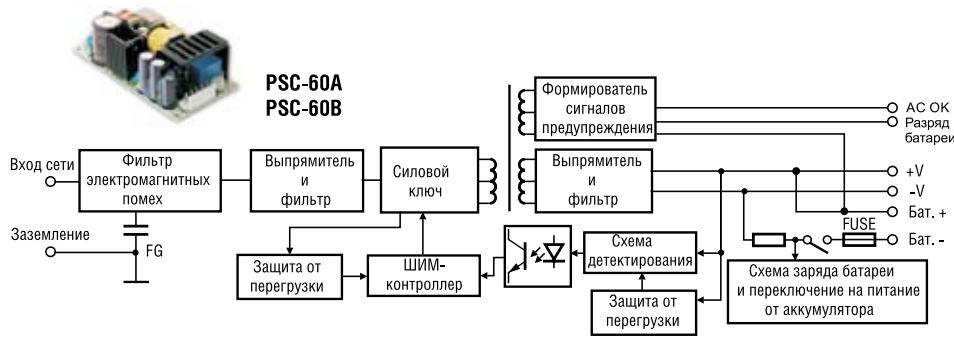 PSC-60A
PSC-60B
Формирователь
сигналов
предупреждения
AC OK
Разряд
батареи
Вход сети
Фильтр
электромагнитных
помех
Выпрямитель
и
фильтр
Силовой
ключ
Выпрямитель
и
фильтр
+V
-V
Бат. +
FUSE
Бат. -
Заземление
FG
Защита от
перегрузки
ШИМ-
контроллер
Схема
детектирования
Защита от
перегрузки
Схема заряда батареи
и переключение на питание
от аккумулятора